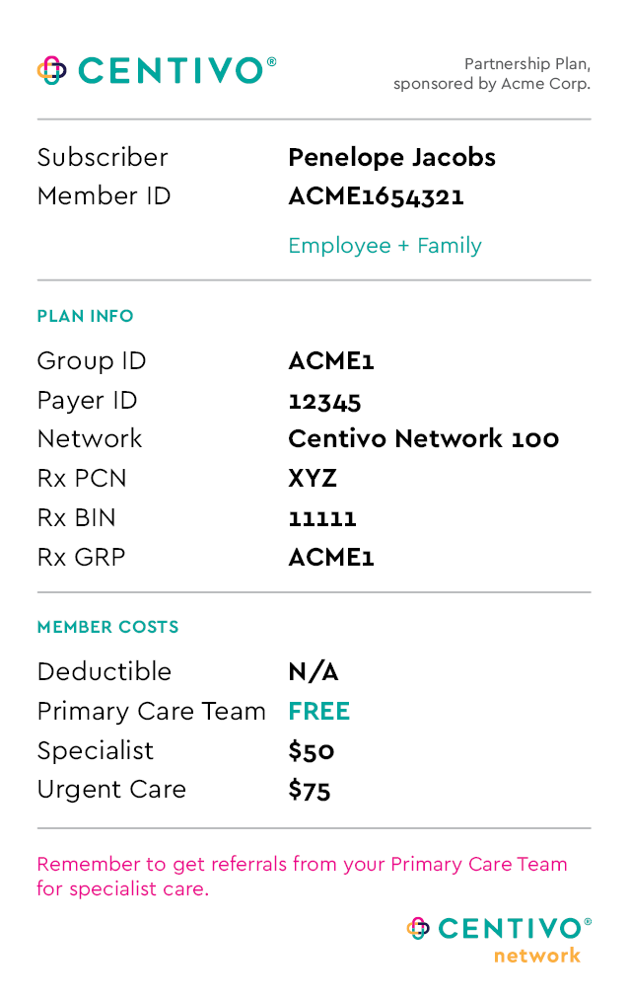 CENTIVO®
Partnership Plan,
sponsored by Acme Corp.
Subscriber Penelope Jacobs
Member ID ACME1654321
Employee + Family
PLAN INFO
Group ID ACME1
Payer ID 12345
Network Centivo Network 100
Rx PCN XYZ
Rx BIN 11111
Rx GRP ACME1
MEMBER COSTS
Deductible N/A
Primary Care Team FREE
Specialist $50
Urgent Care $75
Remember to get referrals from your Primary Care Team
for specialist care.
CENTIVO®
network